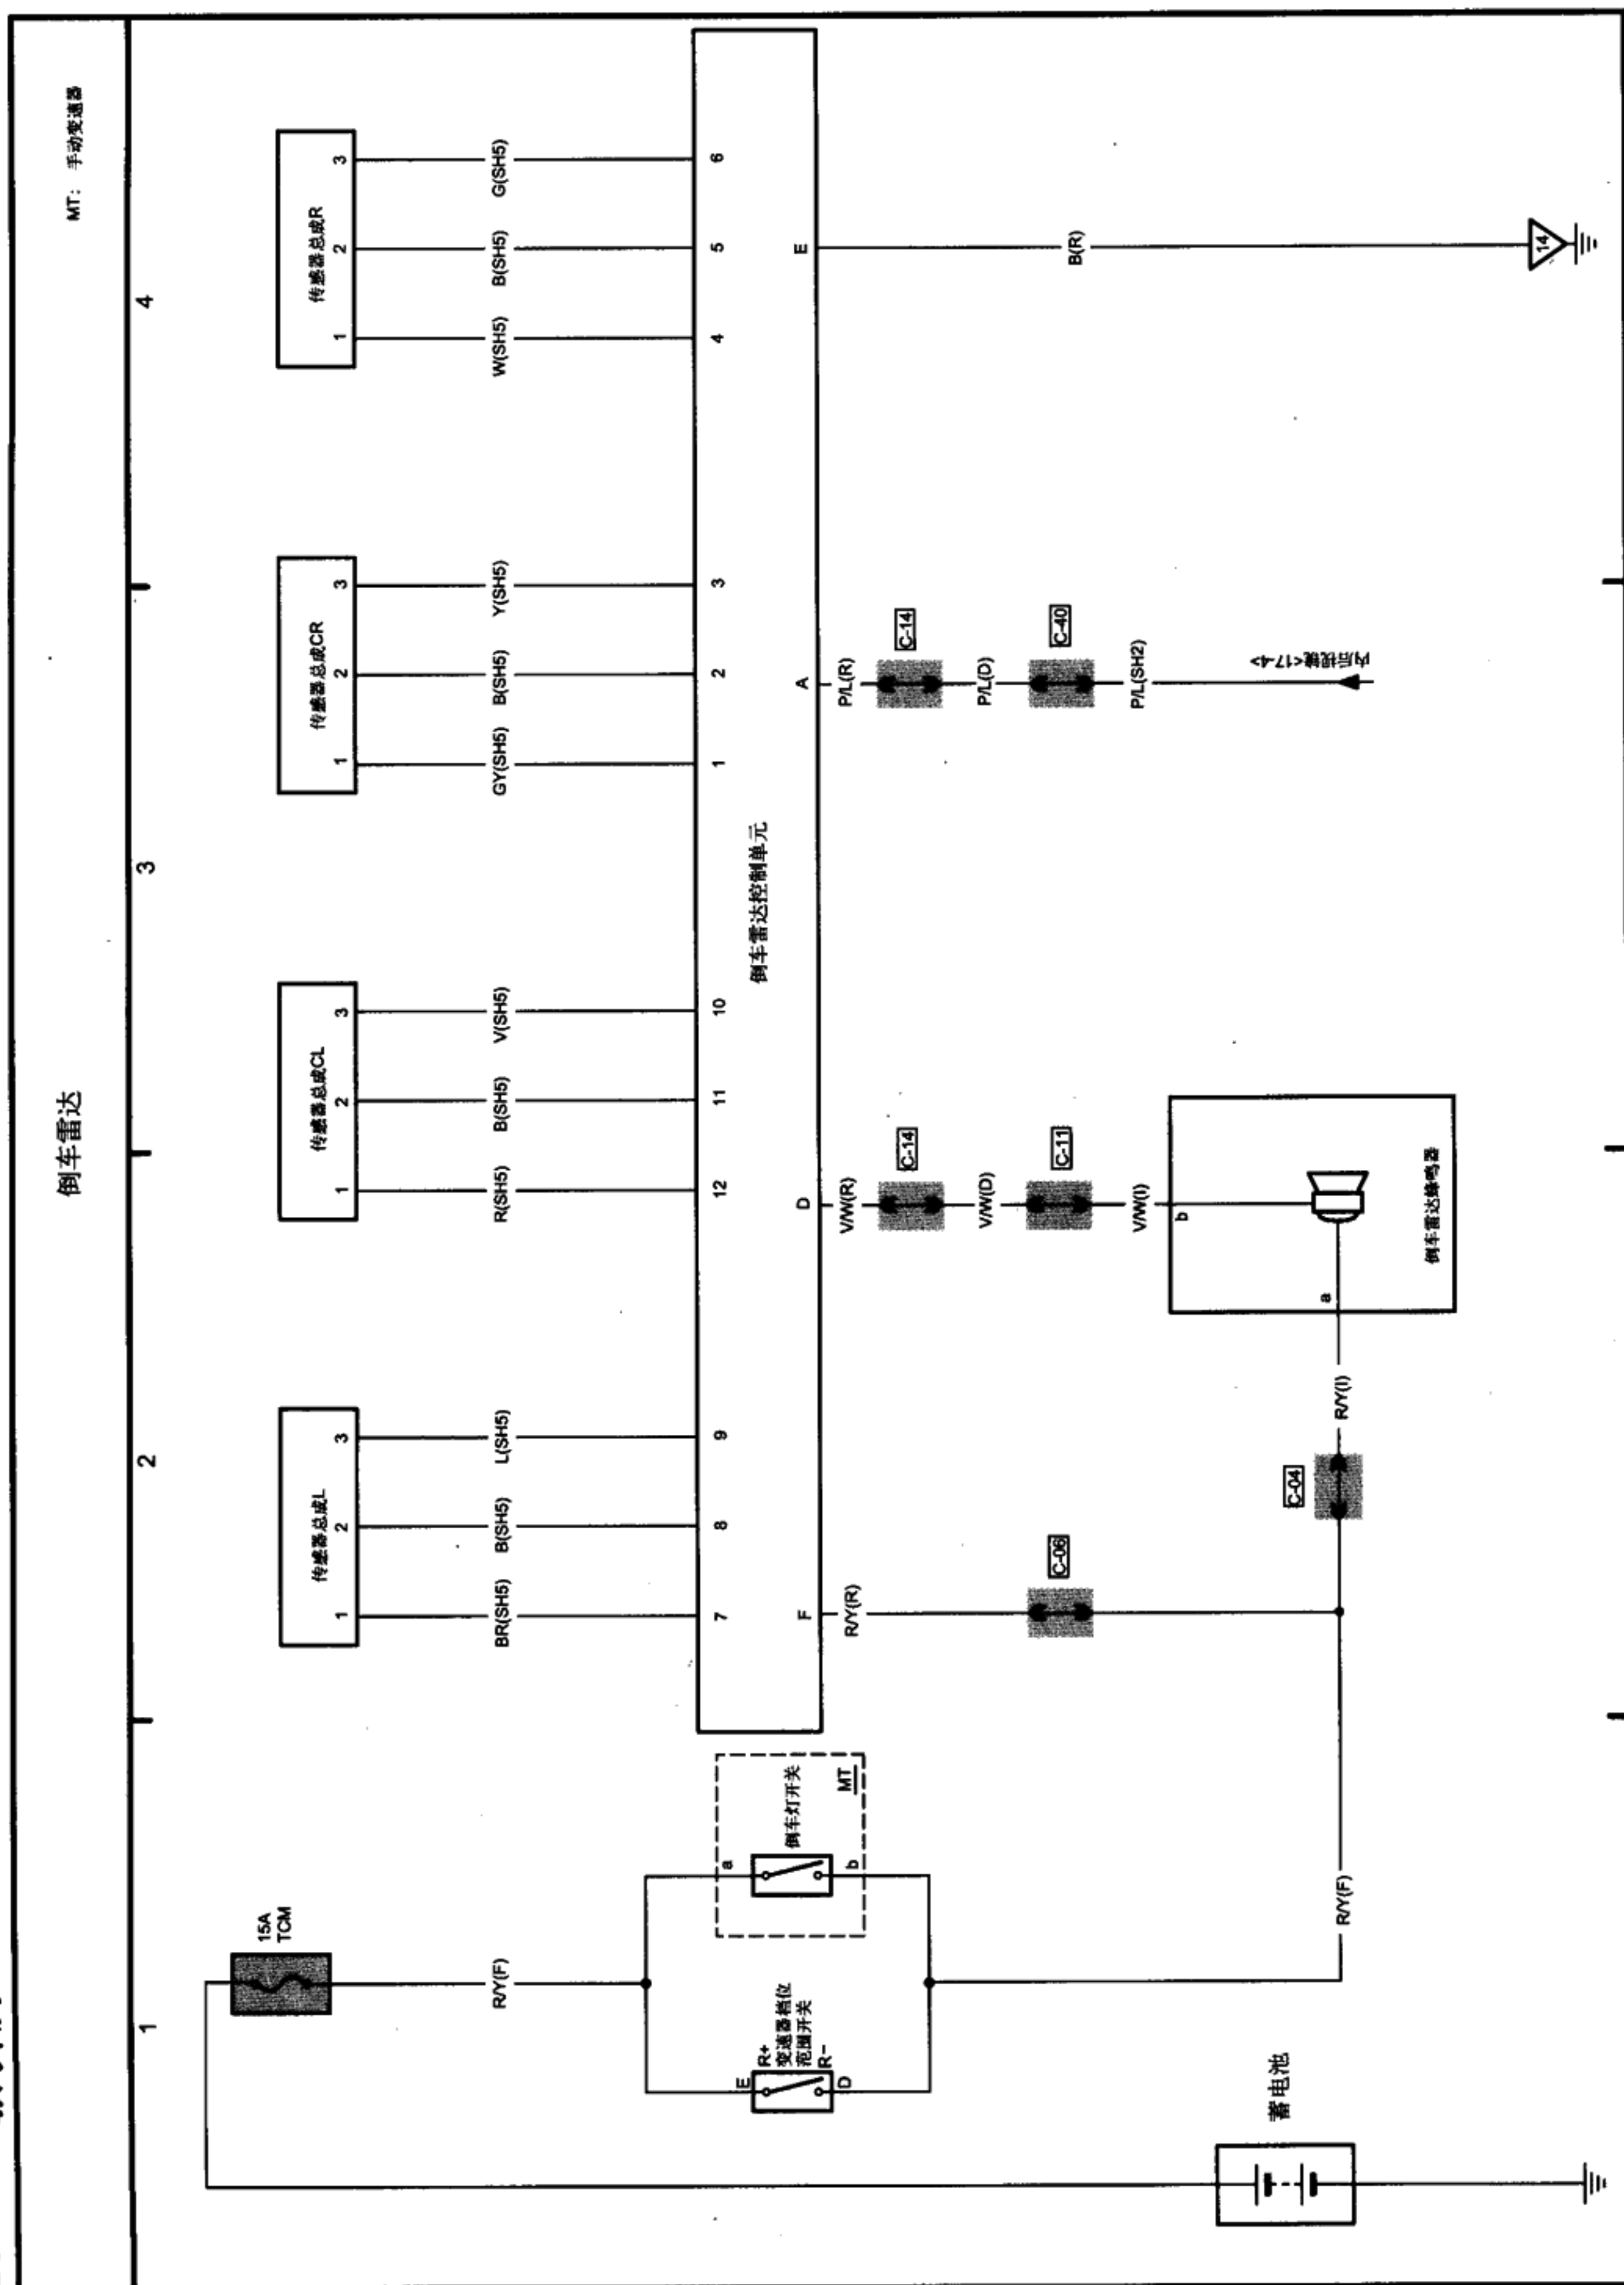 倒车雷达
MT: 手动变速器
1
2
3
4
15A
TCM
R/Y(F)
E
R+
变速器档位
范围开关
R-
D
a
倒车灯开关
b
MT
蓄电池
R/Y(F)
传感器总成L
1 2 3
BR(SH5) B(SH5) L(SH5)
7 8 9
传感器总成CL
1 2 3
R(SH5) B(SH5) V(SH5)
12 11 10
传感器总成CR
1 2 3
GY(SH5) B(SH5) Y(SH5)
1 2 3
传感器总成R
1 2 3
W(SH5) B(SH5) G(SH5)
4 5 6
倒车雷达控制单元
F D A E
R/Y(R)
C-06
C-04
R/Y(I)
V/W(R)
C-14
V/W(D)
C-11
V/W(I)
b
a
倒车雷达蜂鸣器
P/L(R)
C-14
P/L(D)
C-40
P/L(SH2)
内后视镜<17-4>
B(R)
14